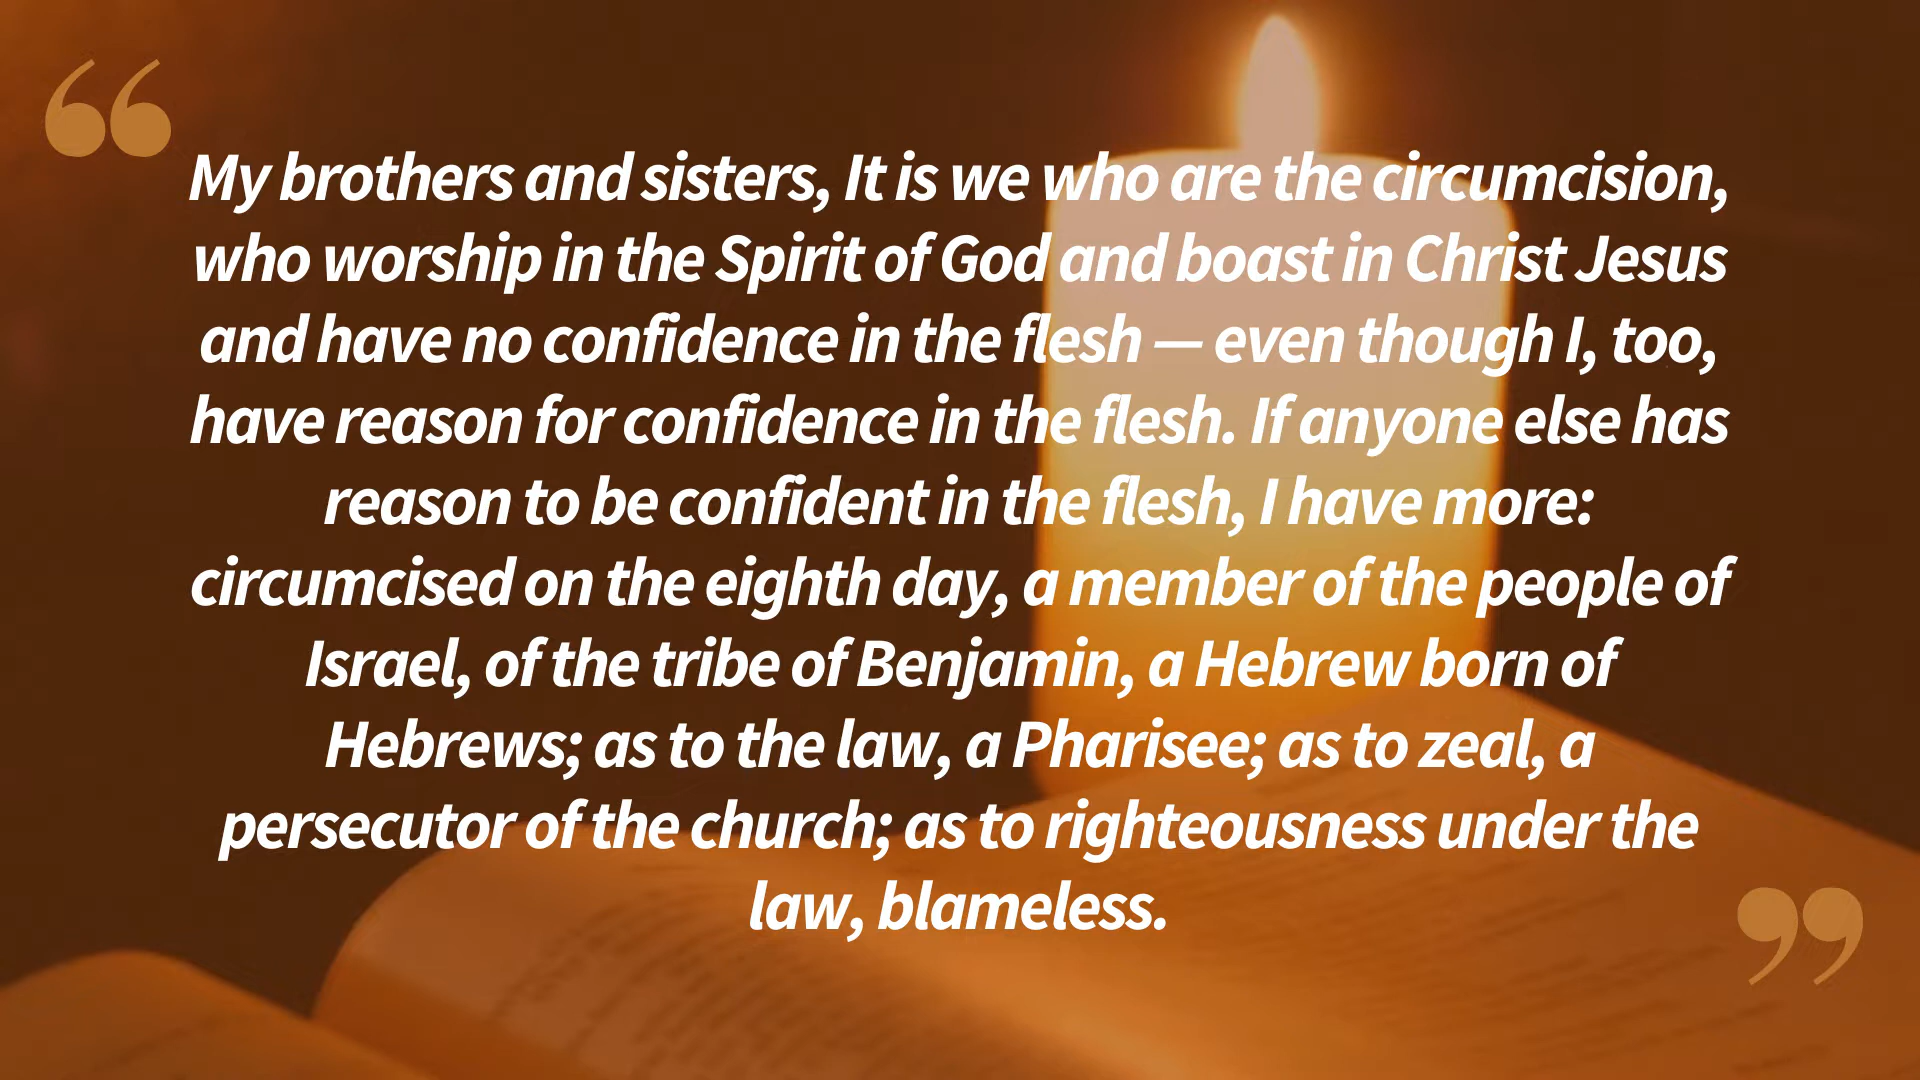 “
My brothers and sisters, It is we who are the circumcision,
who worship in the Spirit of God and boast in Christ Jesus
and have no confidence in the flesh — even though I, too,
have reason for confidence in the flesh. If anyone else has
reason to be confident in the flesh, I have more:
circumcised on the eighth day, a member of the people of
Israel, of the tribe of Benjamin, a Hebrew born of
Hebrews; as to the law, a Pharisee; as to zeal, a
persecutor of the church; as to righteousness under the
law, blameless.
”